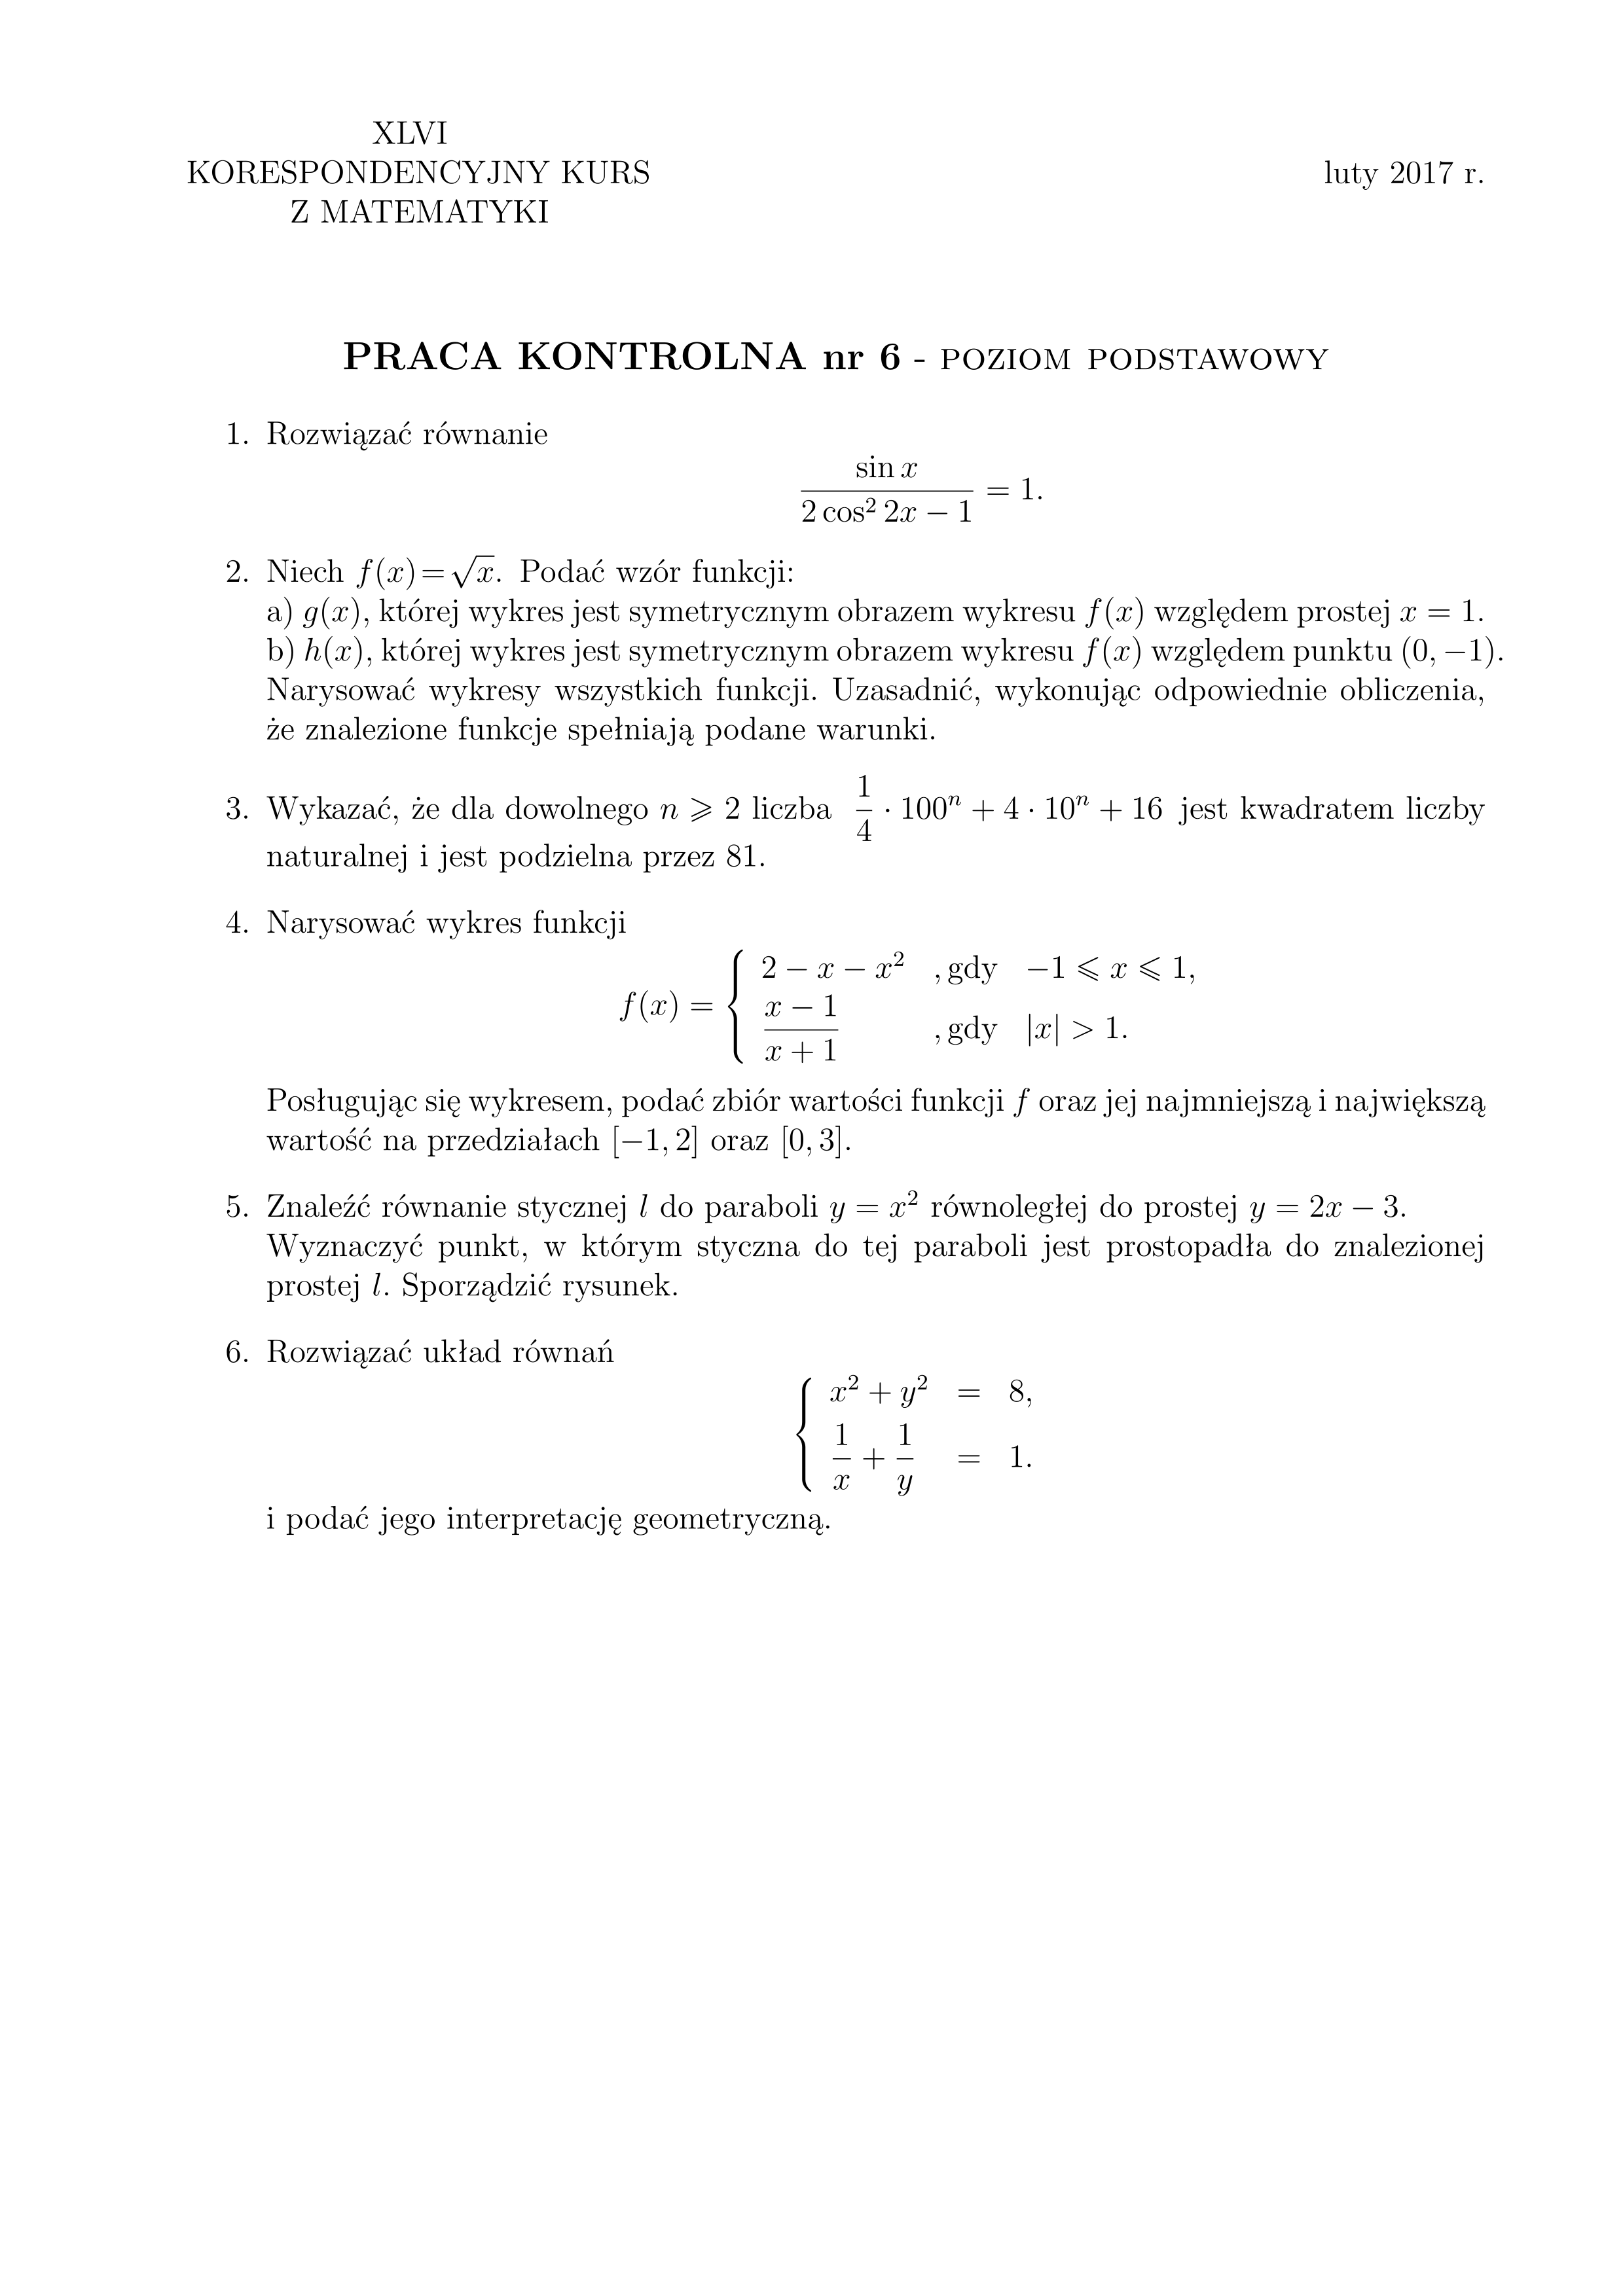 XLVI
KORESPONDENCYJNY KURS
Z MATEMATYKI
luty 2017 r.
PRACA KONTROLNA nr 6 - POZIOM PODSTAWOWY
1. Rozwiązać równanie
$$\frac{\sin x}{2\cos^2 2x - 1} = 1.$$
2. Niech $f(x)=\sqrt{x}$. Podać wzór funkcji:
a) $g(x)$, której wykres jest symetrycznym obrazem wykresu $f(x)$ względem prostej $x = 1$.
b) $h(x)$, której wykres jest symetrycznym obrazem wykresu $f(x)$ względem punktu $(0, -1)$.
Narysować wykresy wszystkich funkcji. Uzasadnić, wykonując odpowiednie obliczenia,
że znalezione funkcje spełniają podane warunki.
3. Wykazać, że dla dowolnego $n \geqslant 2$ liczba $\frac{1}{4} \cdot 100^n + 4 \cdot 10^n + 16$ jest kwadratem liczby
naturalnej i jest podzielna przez 81.
4. Narysować wykres funkcji
$$f(x) = \begin{cases} 2 - x - x^2 & , \text{gdy } -1 \leqslant x \leqslant 1, \\ \dfrac{x-1}{x+1} & , \text{gdy } |x| > 1. \end{cases}$$
Posługując się wykresem, podać zbiór wartości funkcji $f$ oraz jej najmniejszą i największą
wartość na przedziałach $[-1, 2]$ oraz $[0, 3]$.
5. Znaleźć równanie stycznej $l$ do paraboli $y = x^2$ równoległej do prostej $y = 2x - 3$.
Wyznaczyć punkt, w którym styczna do tej paraboli jest prostopadła do znalezionej
prostej $l$. Sporządzić rysunek.
6. Rozwiązać układ równań
$$\begin{cases} x^2 + y^2 & = & 8, \\ \dfrac{1}{x} + \dfrac{1}{y} & = & 1. \end{cases}$$
i podać jego interpretację geometryczną.